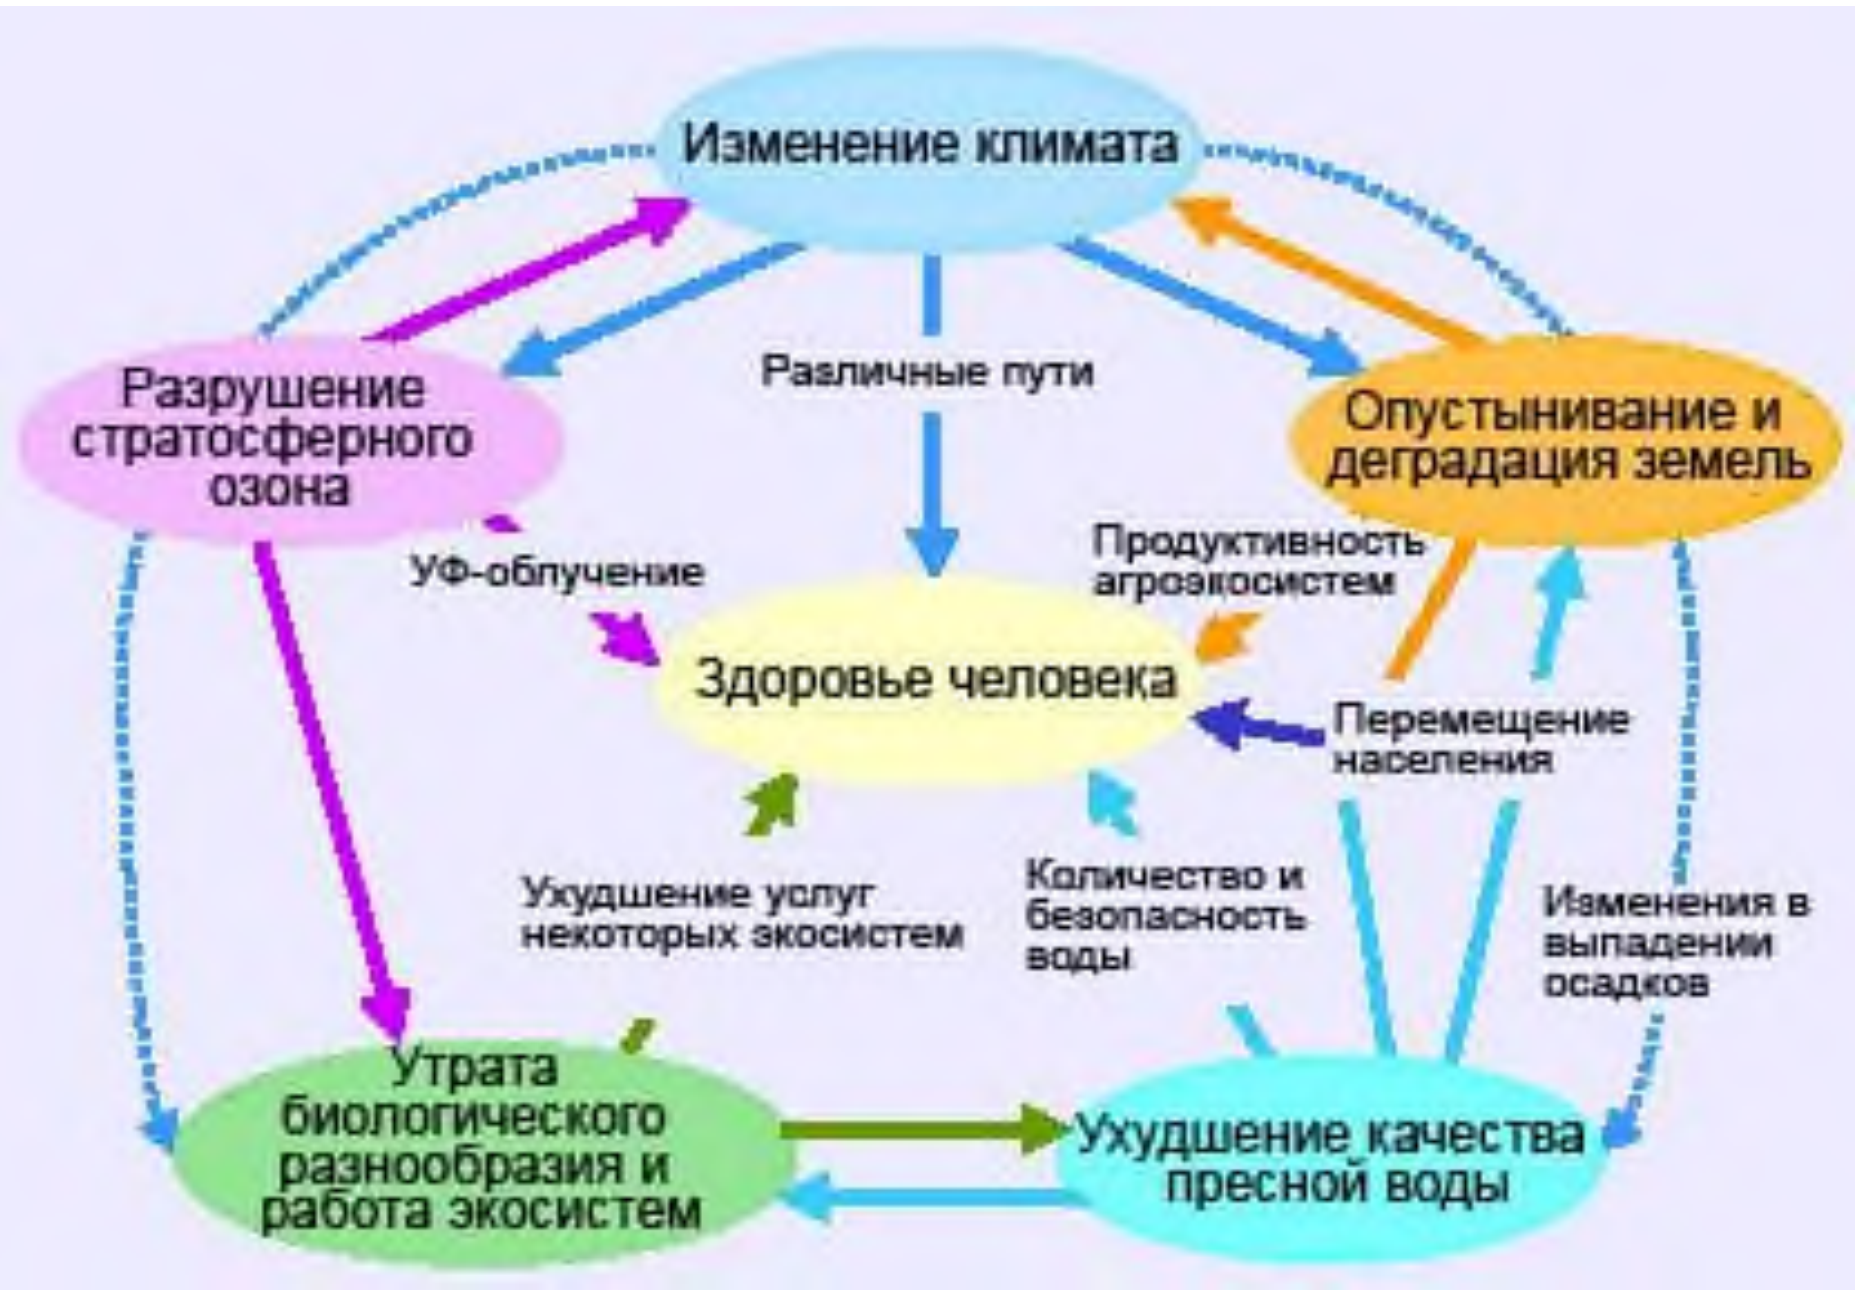 Изменение климата
Различные пути
Разрушение
стратосферного
озона
Опустынивание и
деградация земель
УФ-облучение
Продуктивность
агроэкосистем
Здоровье человека
Перемещение
населения
Ухудшение услуг
некоторых экосистем
Количество и
безопасность
воды
Изменения в
выпадении
осадков
Утрата
биологического
разнообразия и
работа экосистем
Ухудшение качества
пресной воды